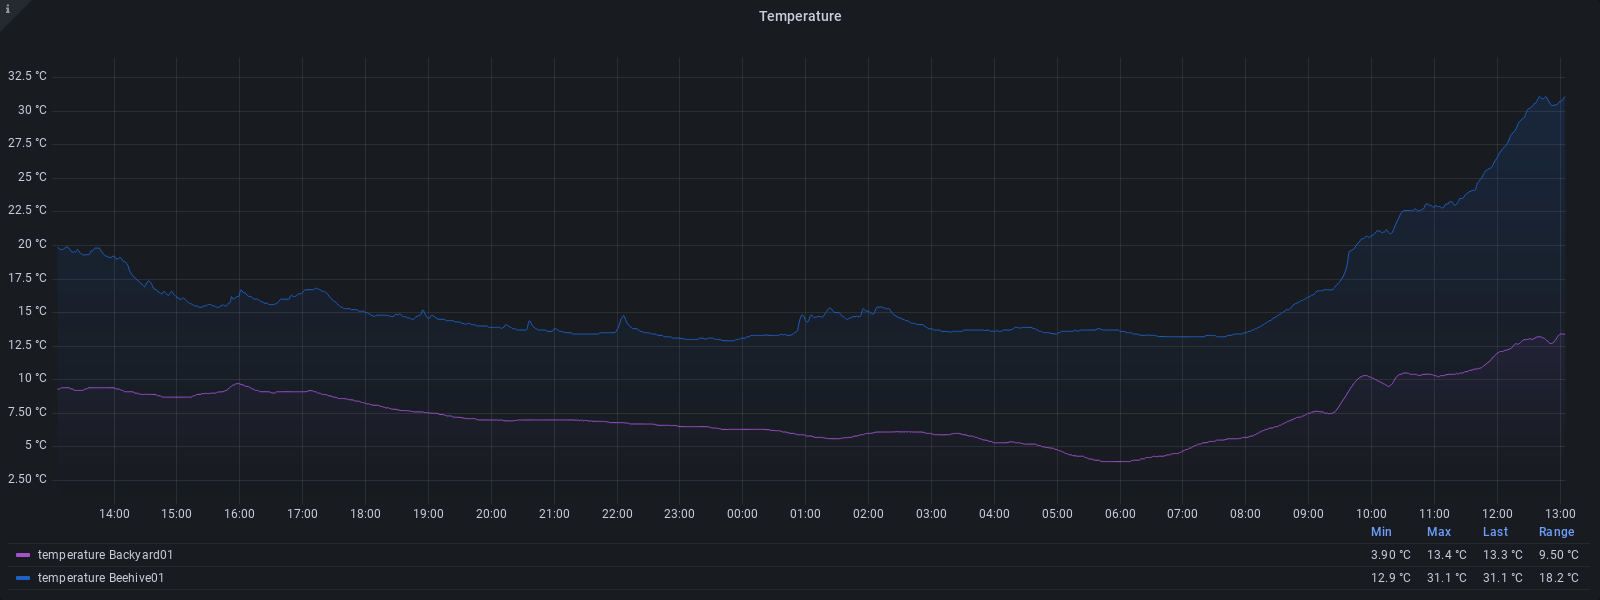 i
Temperature
32.5 °C
30 °C
27.5 °C
25 °C
22.5 °C
20 °C
17.5 °C
15 °C
12.5 °C
10 °C
7.50 °C
5 °C
2.50 °C
14:00 15:00 16:00 17:00 18:00 19:00 20:00 21:00 22:00 23:00 00:00 01:00 02:00 03:00 04:00 05:00 06:00 07:00 08:00 09:00 10:00 11:00 12:00 13:00
Min Max Last Range
temperature Backyard01 3.90 °C 13.4 °C 13.3 °C 9.50 °C
temperature Beehive01 12.9 °C 31.1 °C 31.1 °C 18.2 °C